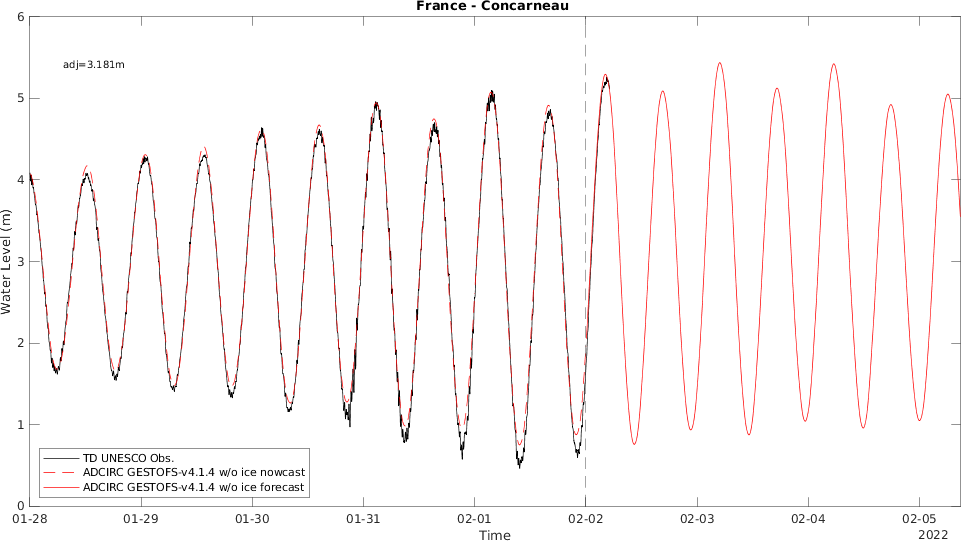 France - Concarneau
adj=3.181m
6
5
4
3
2
1
0
Water Level (m)
TD UNESCO Obs.
ADCIRC GESTOFS-v4.1.4 w/o ice nowcast
ADCIRC GESTOFS-v4.1.4 w/o ice forecast
01-28 01-29 01-30 01-31 02-01 02-02 02-03 02-04 02-05
Time
2022